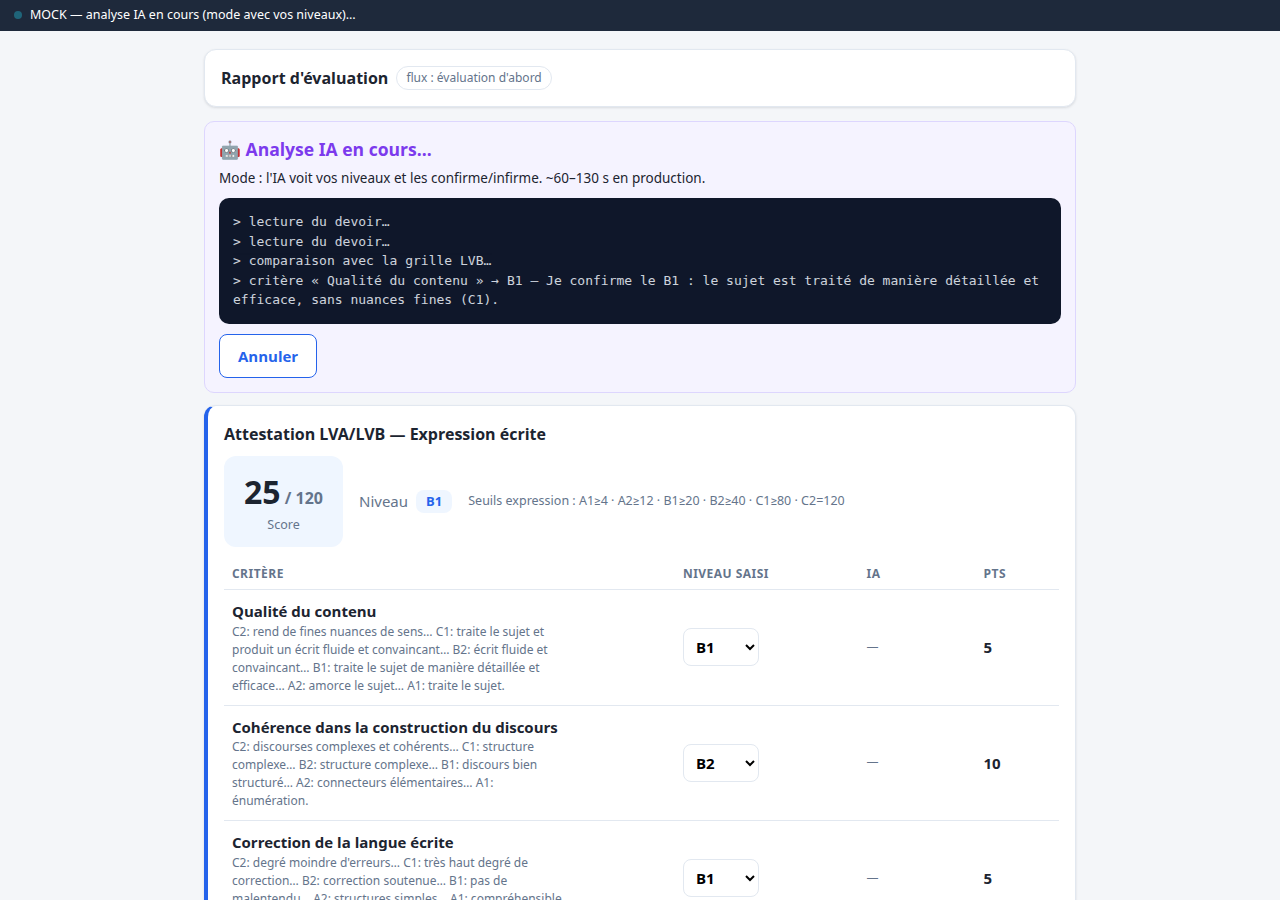 MOCK — analyse IA en cours (mode avec vos niveaux)…
Rapport d'évaluation flux : évaluation d'abord
🤖 Analyse IA en cours…
Mode : l'IA voit vos niveaux et les confirme/infirme. ~60–130 s en production.
> lecture du devoir…
> lecture du devoir…
> comparaison avec la grille LVB…
> critère « Qualité du contenu » → B1 — Je confirme le B1 : le sujet est traité de manière détaillée et
efficace, sans nuances fines (C1).
Annuler
Attestation LVA/LVB — Expression écrite
25 / 120
Score
Niveau B1 Seuils expression : A1≥4 · A2≥12 · B1≥20 · B2≥40 · C1≥80 · C2=120
CRITÈRE NIVEAU SAISI IA PTS
Qualité du contenu
C2: rend de fines nuances de sens… C1: traite le sujet et
produit un écrit fluide et convaincant… B2: écrit fluide et
convaincant… B1: traite le sujet de manière détaillée et
efficace… A2: amorce le sujet… A1: traite le sujet.
B1 — 5
Cohérence dans la construction du discours
C2: discourses complexes et cohérents… C1: structure
complexe… B2: structure complexe… B1: discours bien
structuré… A2: connecteurs élémentaires… A1:
énumération.
B2 — 10
Correction de la langue écrite
C2: degré moindre d'erreurs… C1: très haut degré de
correction… B2: correction soutenue… B1: pas de
malentendu… A2: structures simples… A1: compréhensible
B1 — 5